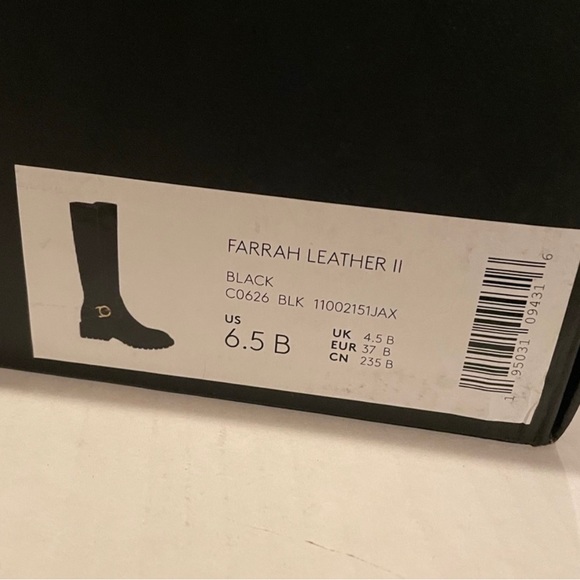 FARRAH LEATHER II
BLACK
C0626 BLK 11002151JAX
US
6.5 B
UK 4.5 B
EUR 37 B
CN 235 B
1 95031 09431 6